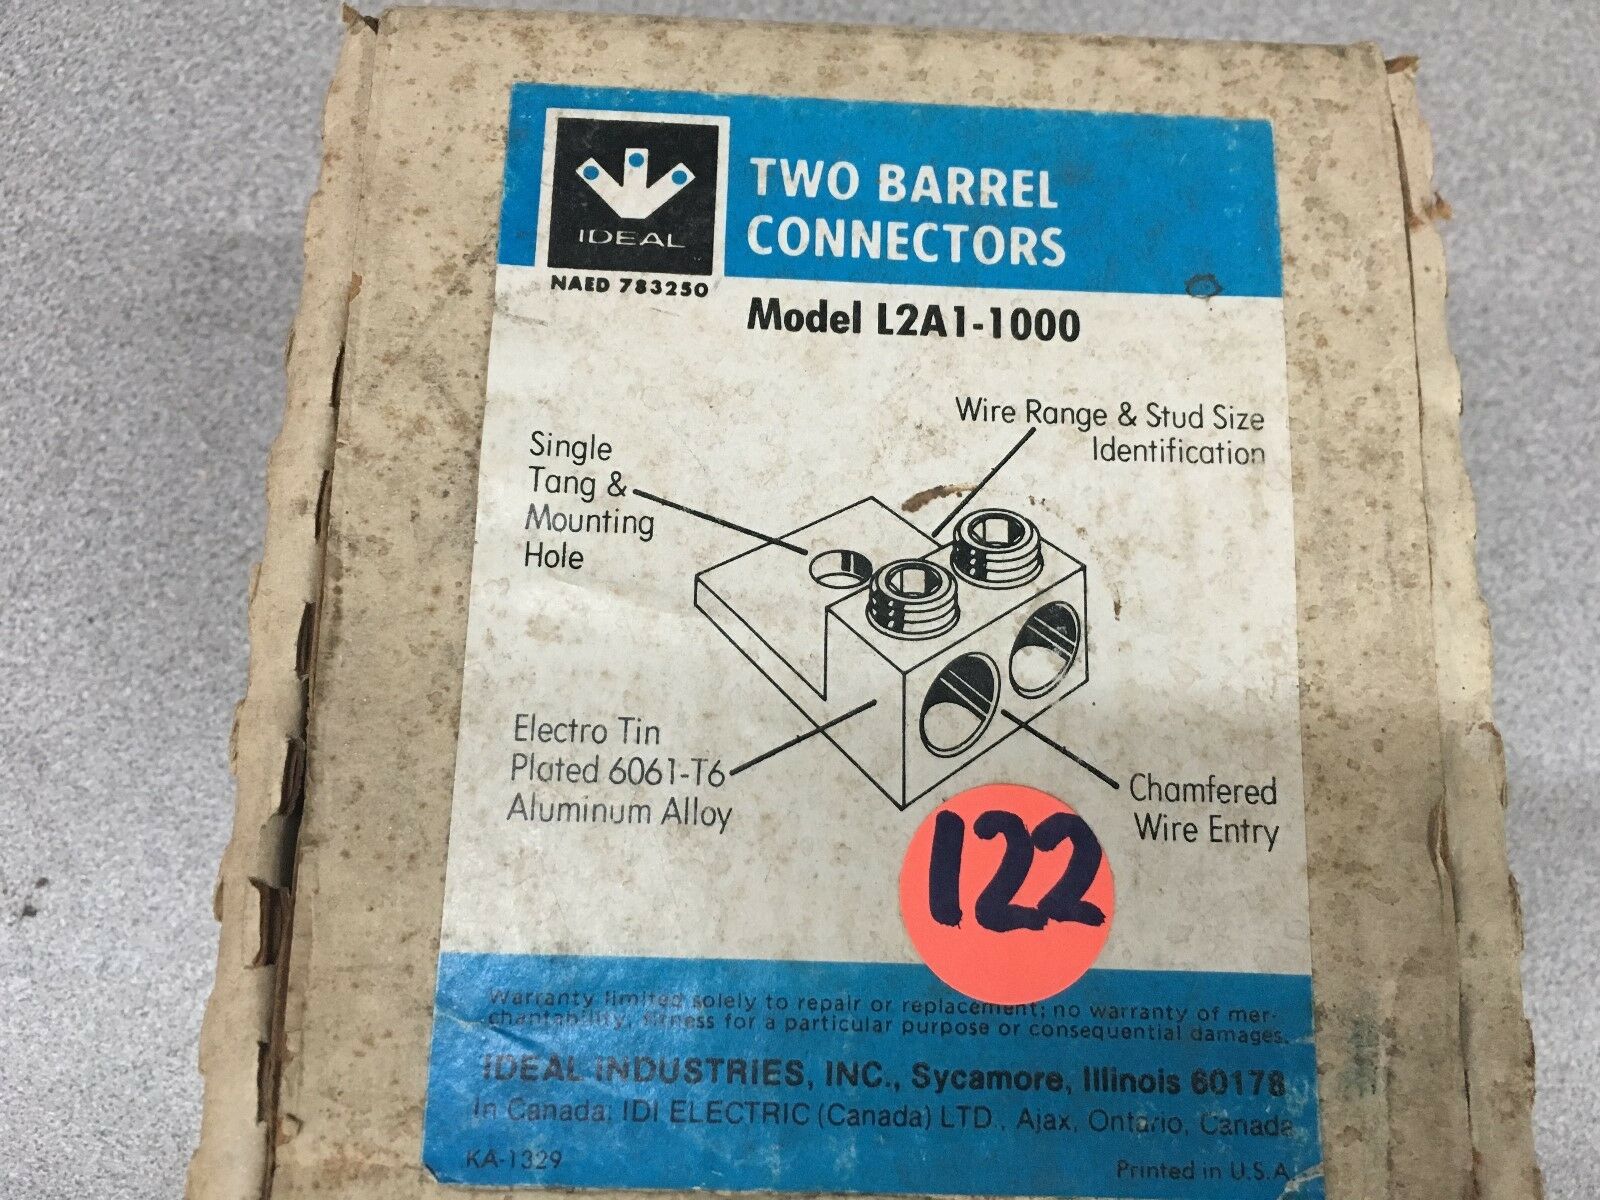 IDEAL
NAED 783250
TWO BARREL
CONNECTORS
Model L2A1-1000
Wire Range & Stud Size
Identification
Single
Tang &
Mounting
Hole
Electro Tin
Plated 6061-T6
Aluminum Alloy
Chamfered
Wire Entry
122
Warranty limited solely to repair or replacement; no warranty of mer-
chantability, fitness for a particular purpose or consequential damages.
IDEAL INDUSTRIES, INC., Sycamore, Illinois 60178
In Canada: IDI ELECTRIC (Canada) LTD., Ajax, Ontario, Canada
KA-1329
Printed in U.S.A.